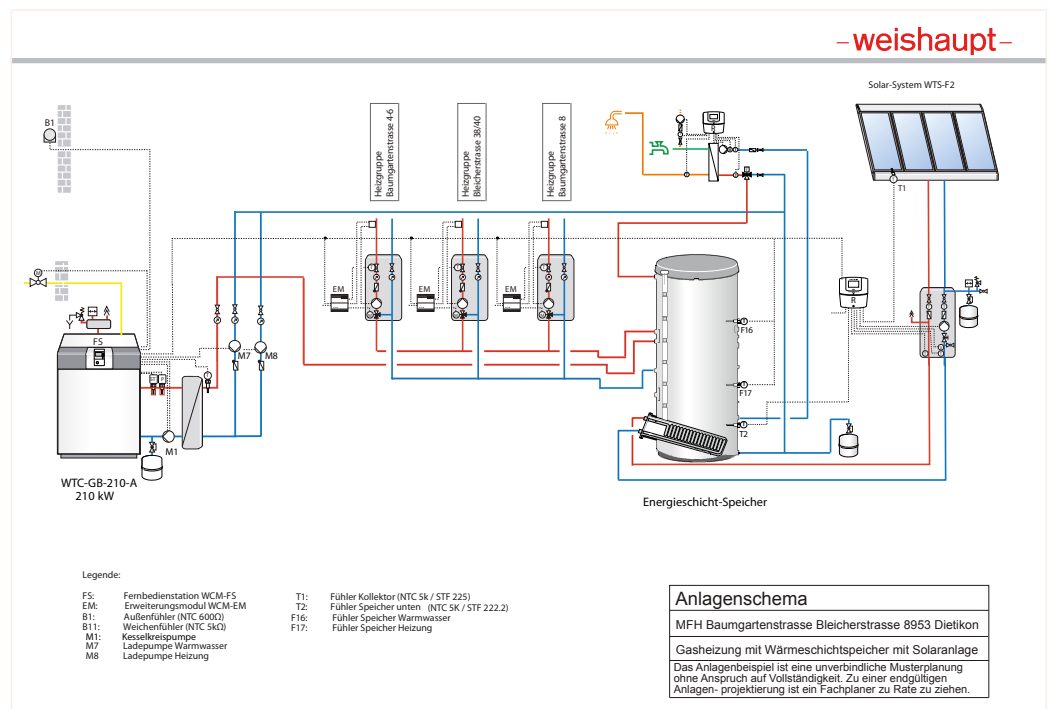 -weishaupt-
Solar-System WTS-F2
B1
Heizgruppe
Baumgartenstrasse 4-6
Heizgruppe
Bleicherstrasse 38/40
Heizgruppe
Baumgartenstrasse 8
T1
M
EM
EM
EM
R
FS
F16
M7
M8
F17
T2
M1
WTC-GB-210-A
210 kW
Energieschicht-Speicher
Legende:
FS: Fernbedienstation WCM-FS
EM: Erweiterungsmodul WCM-EM
B1: Außenfühler (NTC 600Ω)
B11: Weichenfühler (NTC 5kΩ)
M1: Kesselkreispumpe
M7 Ladepumpe Warmwasser
M8 Ladepumpe Heizung
T1: Fühler Kollektor (NTC 5k / STF 225)
T2: Fühler Speicher unten (NTC 5K / STF 222.2)
F16: Fühler Speicher Warmwasser
F17: Fühler Speicher Heizung
Anlagenschema
MFH Baumgartenstrasse Bleicherstrasse 8953 Dietikon
Gasheizung mit Wärmeschichtspeicher mit Solaranlage
Das Anlagenbeispiel ist eine unverbindliche Musterplanung
ohne Anspruch auf Vollständigkeit. Zu einer endgültigen
Anlagen- projektierung ist ein Fachplaner zu Rate zu ziehen.